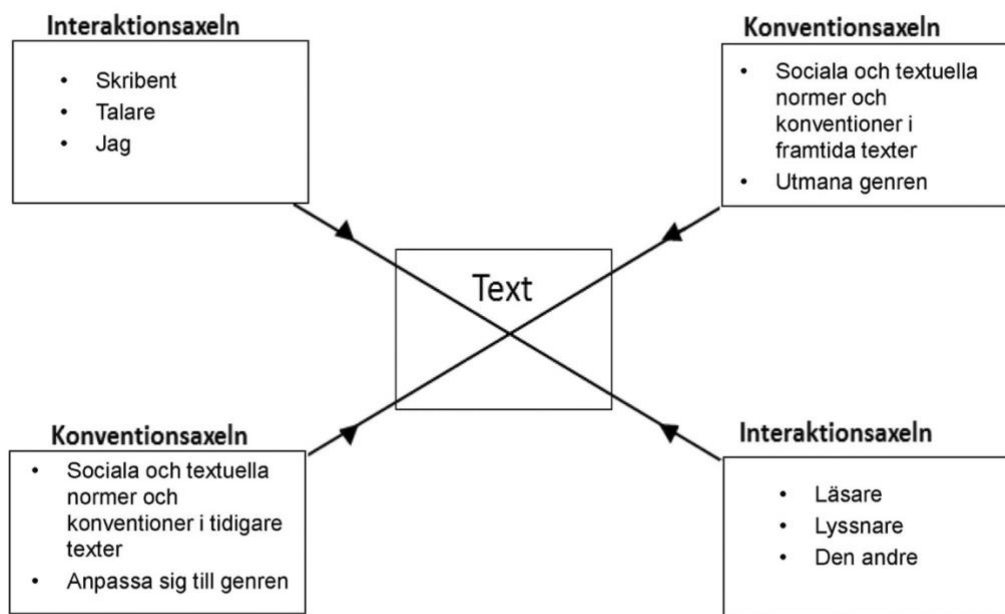 Interaktionsaxeln
• Skribent
• Talare
• Jag
Konventionsaxeln
• Sociala och textuella
normer och
konventioner i
framtida texter
• Utmana genren
Text
Konventionsaxeln
• Sociala och textuella
normer och
konventioner i tidigare
texter
• Anpassa sig till genren
Interaktionsaxeln
• Läsare
• Lyssnare
• Den andre